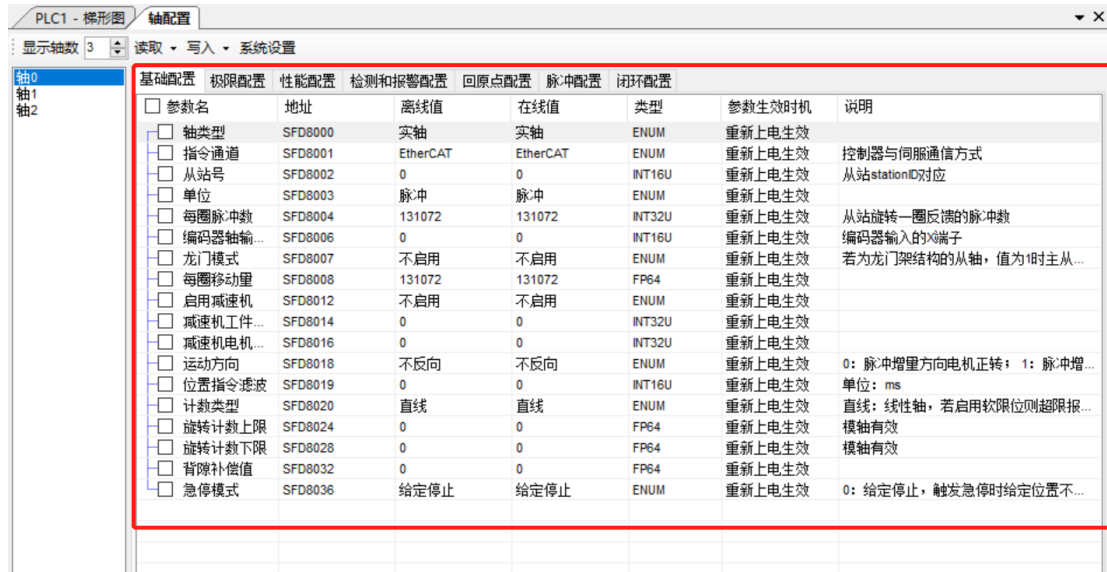 PLC1 - 梯形图 轴配置
显示轴数 3 读取 写入 系统设置
轴0
轴1
轴2
基础配置 极限配置 性能配置 检测和报警配置 回原点配置 脉冲配置 闭环配置
参数名 地址 离线值 在线值 类型 参数生效时机 说明
轴类型 SFD8000 实轴 实轴 ENUM 重新上电生效
指令通道 SFD8001 EtherCAT EtherCAT ENUM 重新上电生效 控制器与伺服通信方式
从站号 SFD8002 0 0 INT16U 重新上电生效 从站stationID对应
单位 SFD8003 脉冲 脉冲 ENUM 重新上电生效
每圈脉冲数 SFD8004 131072 131072 INT32U 重新上电生效 从站旋转一圈反馈的脉冲数
编码器轴输... SFD8006 0 0 INT16U 重新上电生效 编码器输入的X端子
龙门模式 SFD8007 不启用 不启用 ENUM 重新上电生效 若为龙门架结构的从轴，值为1时主从...
每圈移动量 SFD8008 131072 131072 FP64 重新上电生效
启用减速机 SFD8012 不启用 不启用 ENUM 重新上电生效
减速机工件... SFD8014 0 0 INT32U 重新上电生效
减速机电机... SFD8016 0 0 INT32U 重新上电生效
运动方向 SFD8018 不反向 不反向 ENUM 重新上电生效 0：脉冲增量方向电机正转； 1：脉冲增...
位置指令滤波 SFD8019 0 0 INT16U 重新上电生效 单位：ms
计数类型 SFD8020 直线 直线 ENUM 重新上电生效 直线：线性轴，若启用软限位则超限报...
旋转计数上限 SFD8024 0 0 FP64 重新上电生效 模轴有效
旋转计数下限 SFD8028 0 0 FP64 重新上电生效 模轴有效
背隙补偿值 SFD8032 0 0 FP64 重新上电生效
急停模式 SFD8036 给定停止 给定停止 ENUM 重新上电生效 0：给定停止，触发急停时给定位置不...